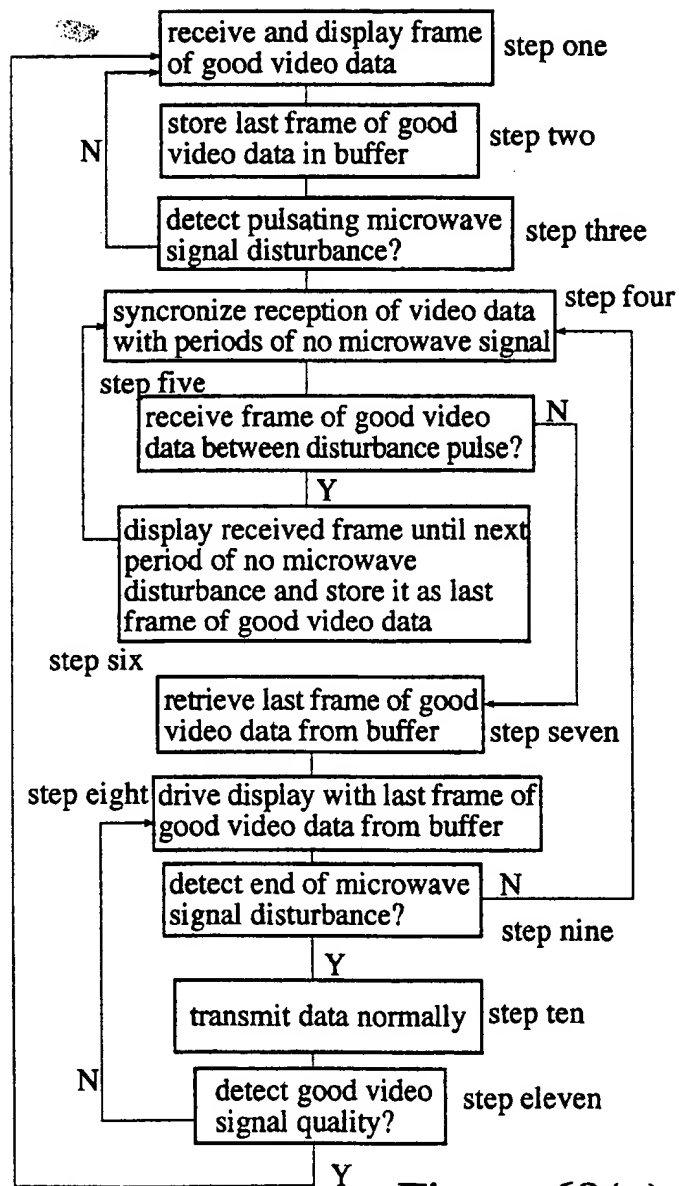 receive and display frame
of good video data
step one
store last frame of good
video data in buffer
step two
N
detect pulsating microwave
signal disturbance?
step three
step four
syncronize reception of video data
with periods of no microwave signal
step five
receive frame of good video
data between disturbance pulse?
N
Y
display received frame until next
period of no microwave
disturbance and store it as last
frame of good video data
step six
retrieve last frame of good
video data from buffer
step seven
step eight
drive display with last frame of
good video data from buffer
detect end of microwave
signal disturbance?
N
step nine
Y
transmit data normally
step ten
N
detect good video
signal quality?
step eleven
Y